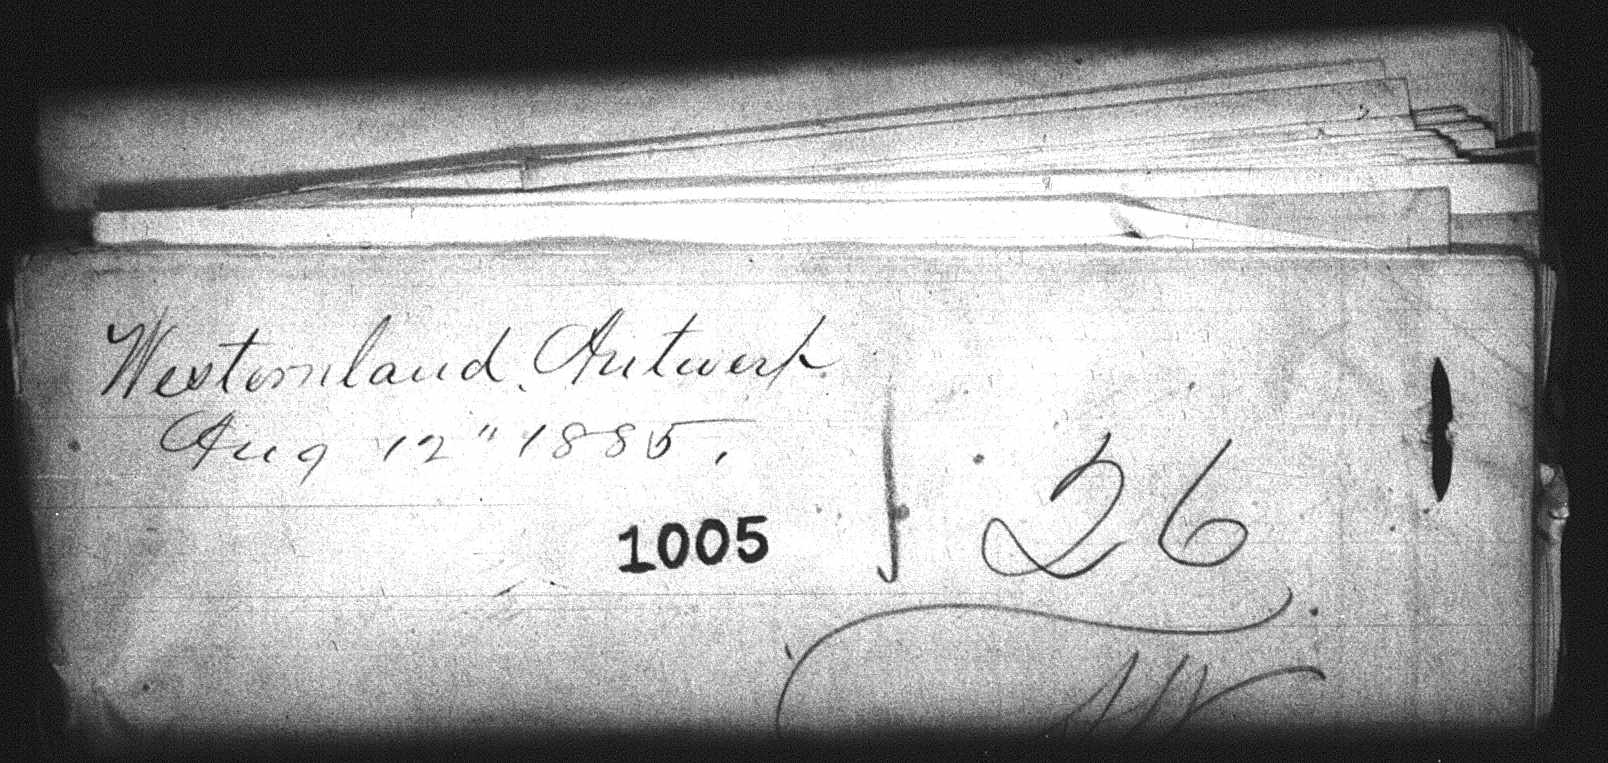 Westernland, Antwerp
Aug 12" 1885.
1005
26